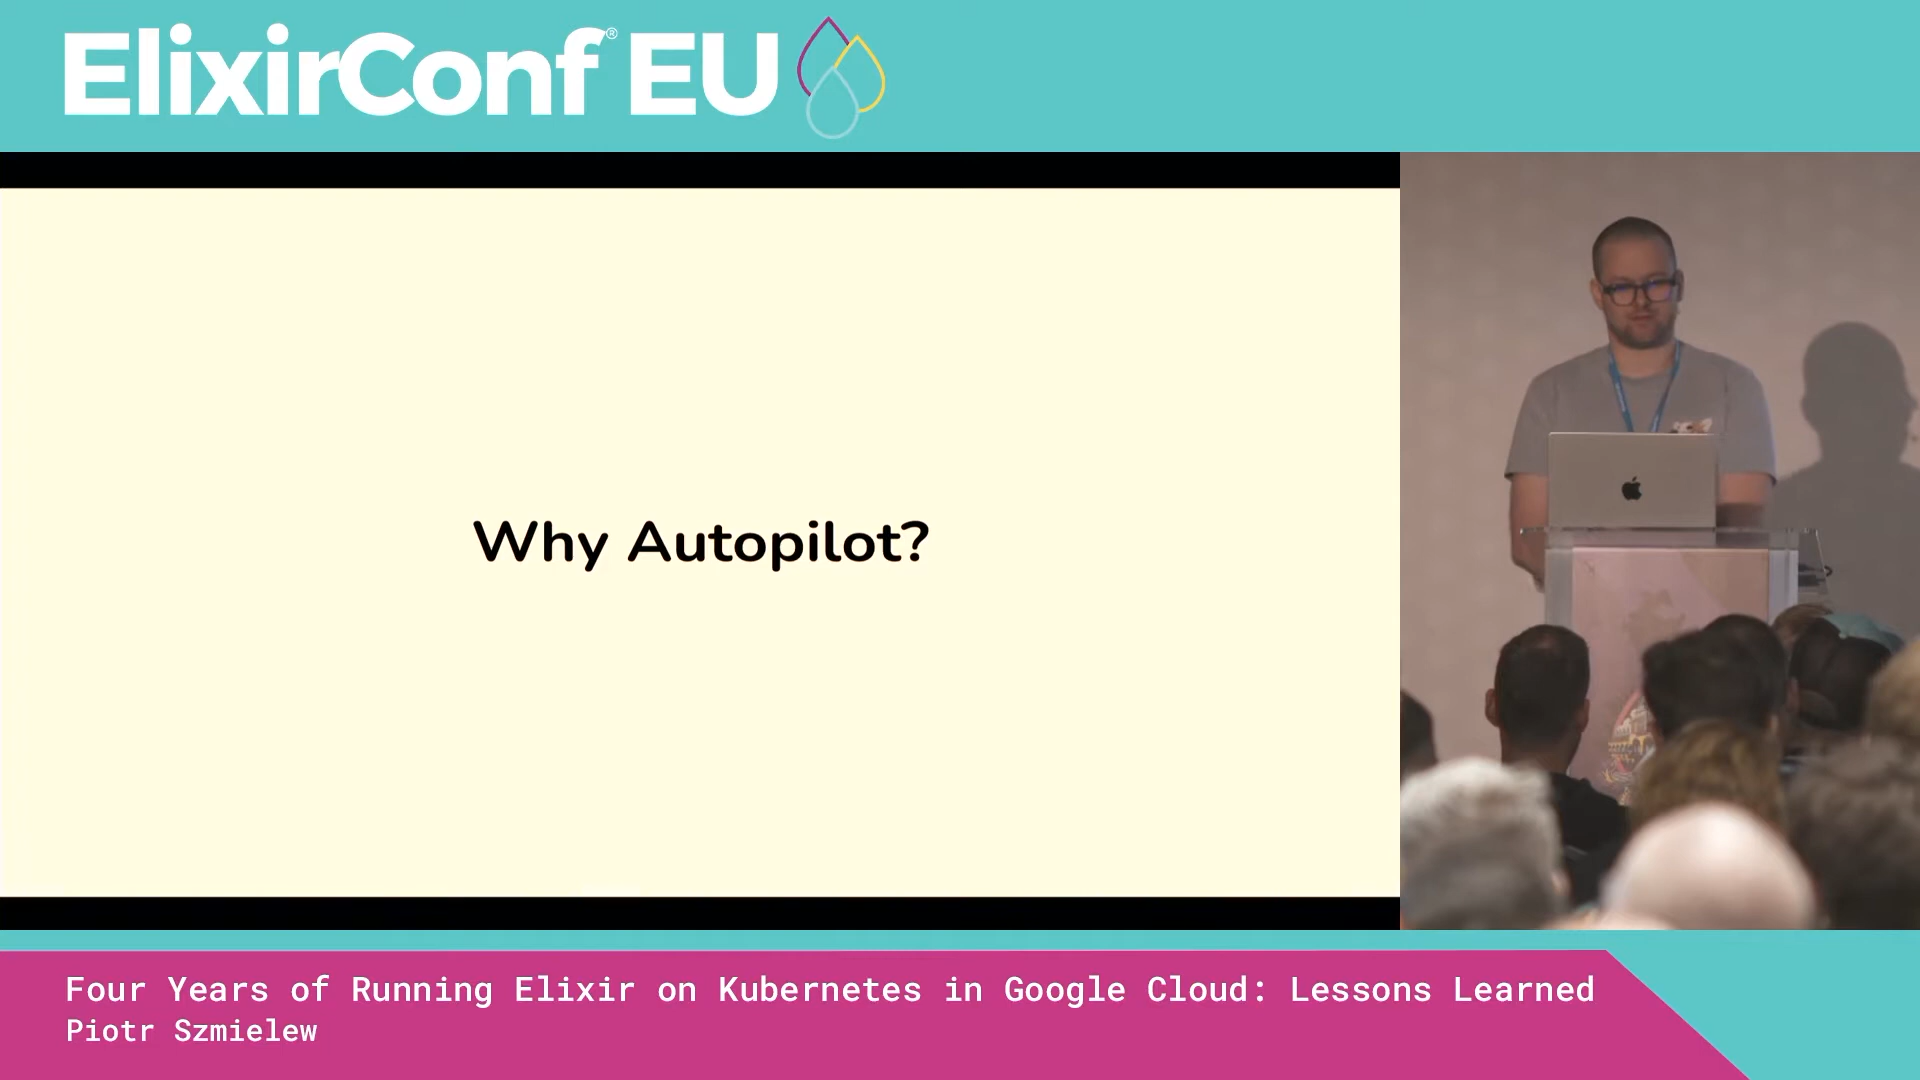 ElixirConf® EU
Why Autopilot?
Four Years of Running Elixir on Kubernetes in Google Cloud: Lessons Learned
Piotr Szmielew